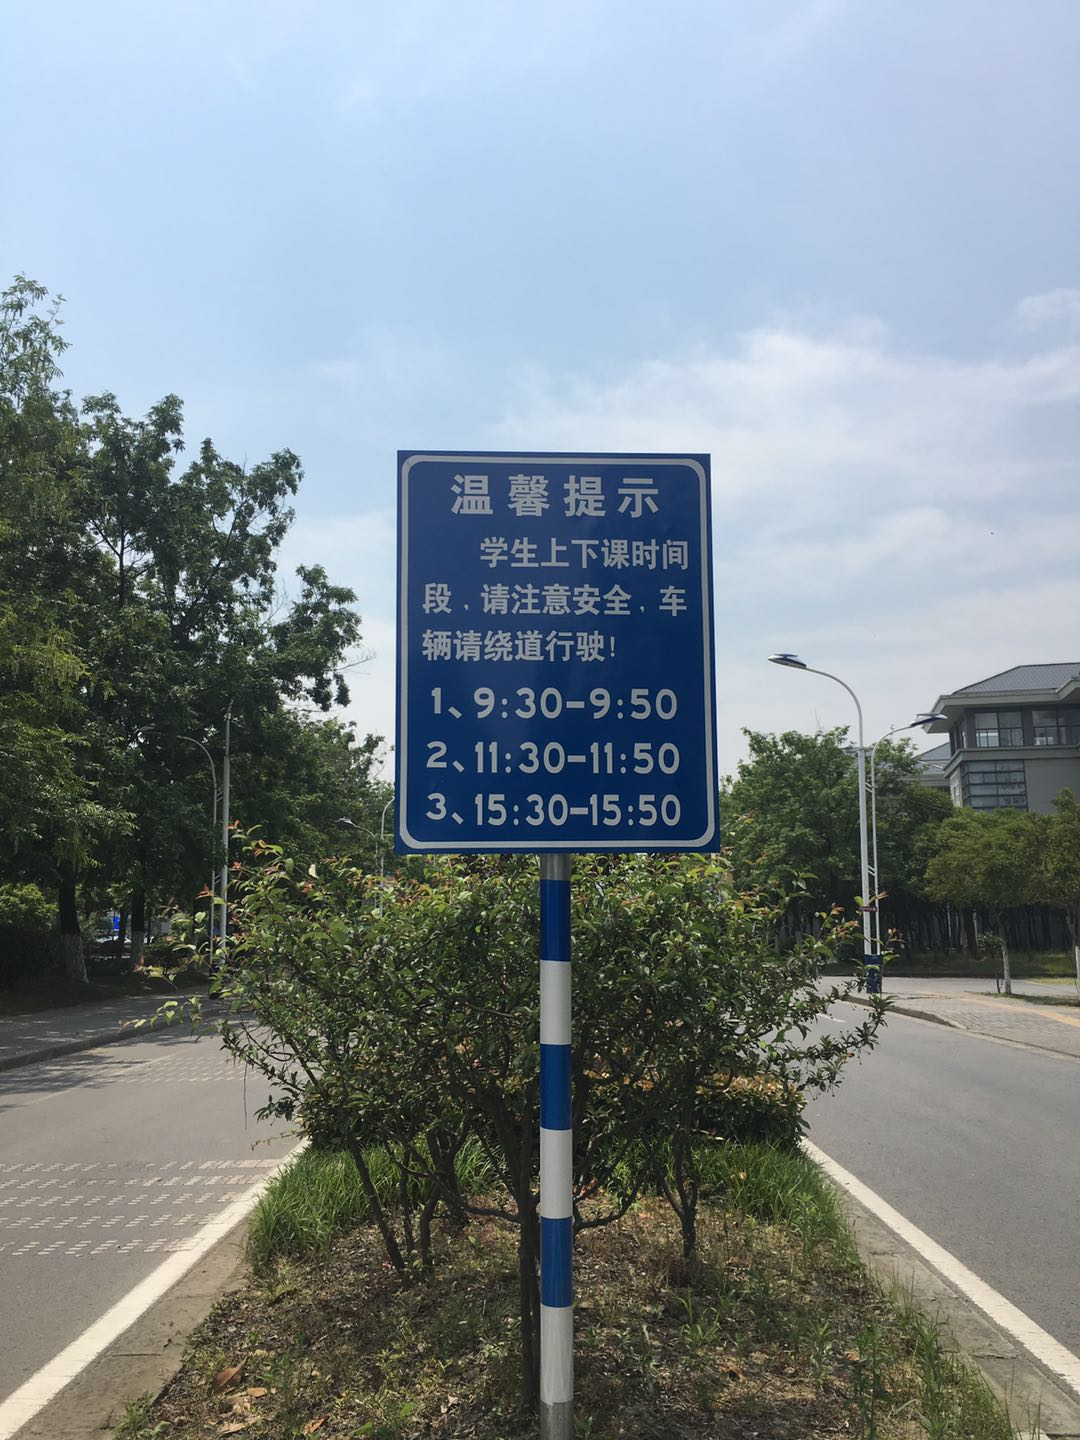 温馨提示
学生上下课时间
段，请注意安全，车
辆请绕道行驶！
1、9:30-9:50
2、11:30-11:50
3、15:30-15:50